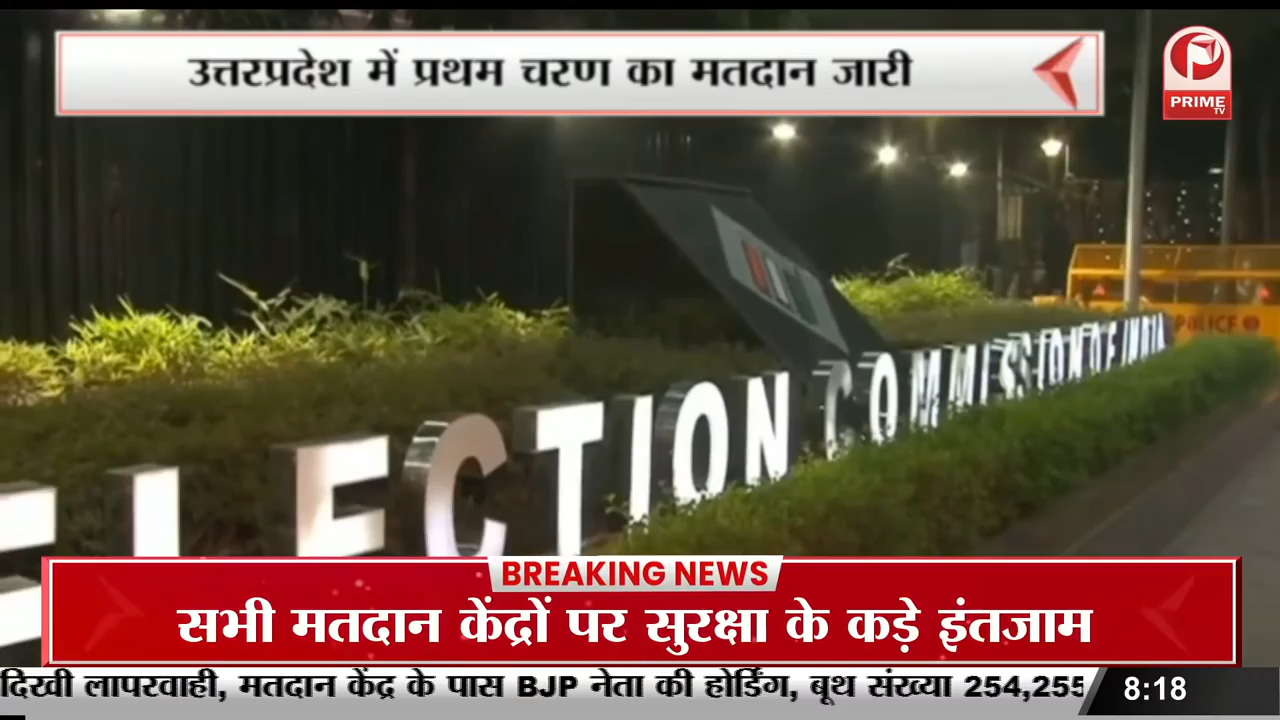 उत्तरप्रदेश में प्रथम चरण का मतदान जारी
PRIME
TV
POLICE
ELECTION COMMISSION OF INDIA
BREAKING NEWS
सभी मतदान केंद्रों पर सुरक्षा के कड़े इंतजाम
दिखी लापरवाही, मतदान केंद्र के पास BJP नेता की होर्डिंग, बूथ संख्या 254,255
8:18